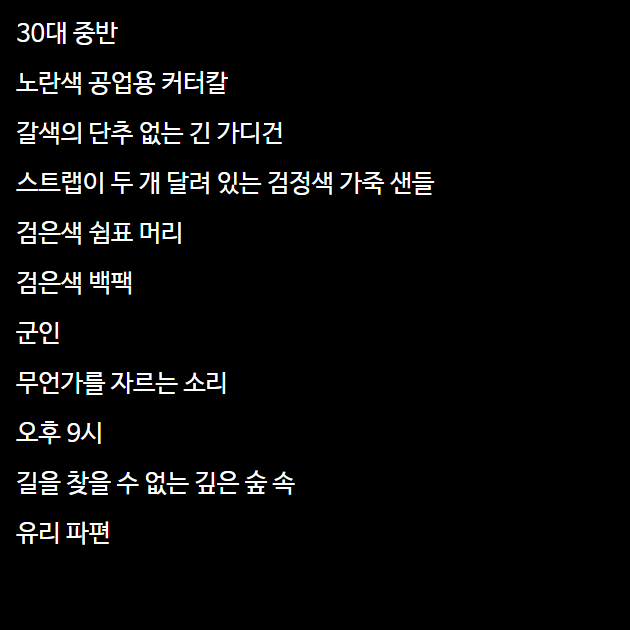 30대 중반
노란색 공업용 커터칼
갈색의 단추 없는 긴 가디건
스트랩이 두 개 달려 있는 검정색 가죽 샌들
검은색 쉼표 머리
검은색 백팩
군인
무언가를 자르는 소리
오후 9시
길을 찾을 수 없는 깊은 숲 속
유리 파편